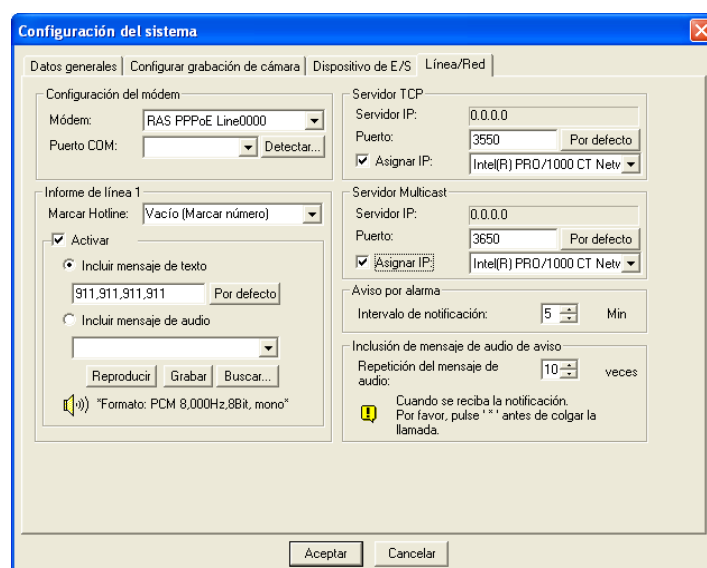 Configuración del sistema
Datos generales
Configurar grabación de cámara
Dispositivo de E/S
Línea/Red
Configuración del módem
Módem:
RAS PPPoE Line0000
Puerto COM:
Detectar...
Informe de línea 1
Marcar Hotline:
Vacío (Marcar número)
Activar
Incluir mensaje de texto
911,911,911,911
Por defecto
Incluir mensaje de audio
Reproducir
Grabar
Buscar...
"Formato: PCM 8,000Hz,8Bit, mono"
Servidor TCP
Servidor IP:
0.0.0.0
Puerto:
3550
Por defecto
Asignar IP:
Intel(R) PRO/1000 CT Netv
Servidor Multicast
Servidor IP:
0.0.0.0
Puerto:
3650
Por defecto
Asignar IP:
Intel(R) PRO/1000 CT Netv
Aviso por alarma
Intervalo de notificación:
5
Min
Inclusión de mensaje de audio de aviso
Repetición del mensaje de
audio:
10
veces
Cuando se reciba la notificación.
Por favor, pulse ' * ' antes de colgar la
llamada.
Aceptar
Cancelar